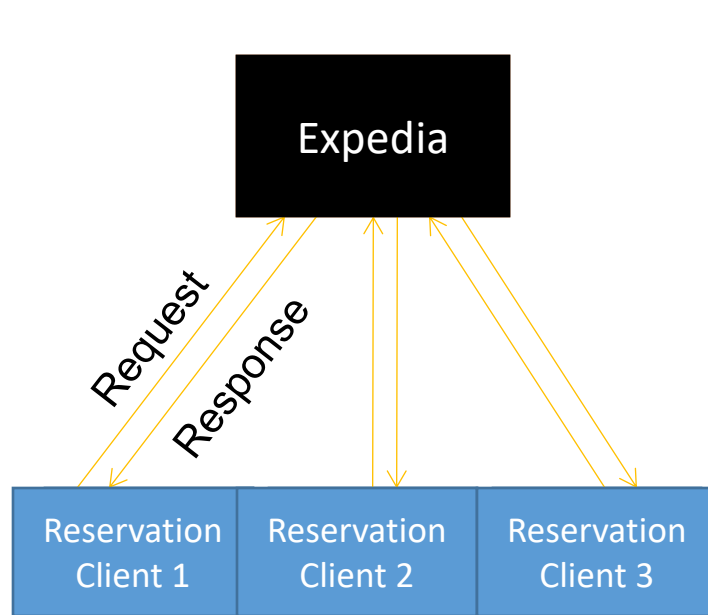 Expedia
Request
Response
Reservation
Client 1
Reservation
Client 2
Reservation
Client 3